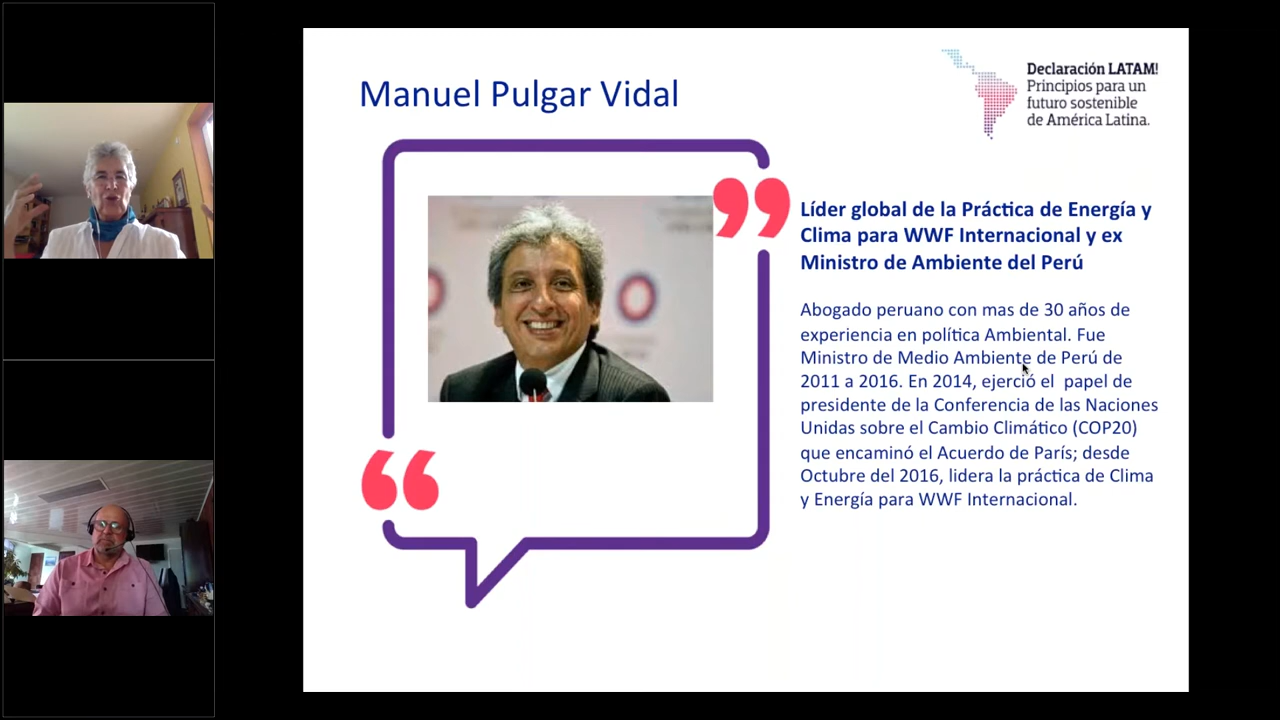 Manuel Pulgar Vidal
Declaración LATAM!
Principios para un
futuro sostenible
de América Latina.
Líder global de la Práctica de Energía y
Clima para WWF Internacional y ex
Ministro de Ambiente del Perú
Abogado peruano con mas de 30 años de
experiencia en política Ambiental. Fue
Ministro de Medio Ambiente de Perú de
2011 a 2016. En 2014, ejerció el  papel de
presidente de la Conferencia de las Naciones
Unidas sobre el Cambio Climático (COP20)
que encaminó el Acuerdo de París; desde
Octubre del 2016, lidera la práctica de Clima
y Energía para WWF Internacional.